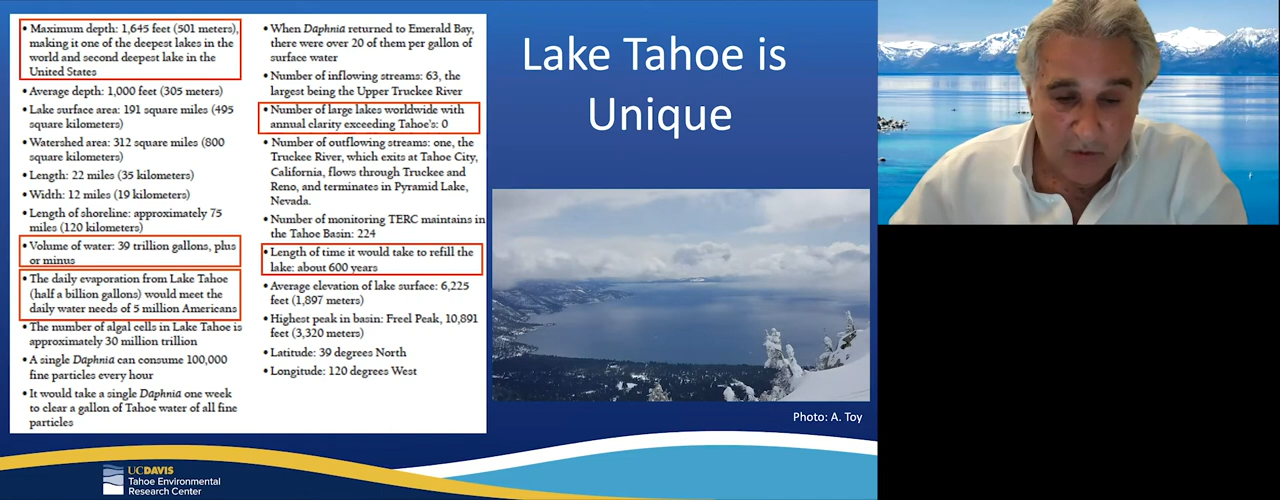 • Maximum depth: 1,645 feet (501 meters),
making it one of the deepest lakes in the
world and second deepest lake in the
United States
• Average depth: 1,000 feet (305 meters)
• Lake surface area: 191 square miles (495
square kilometers)
• Watershed area: 312 square miles (800
square kilometers)
• Length: 22 miles (35 kilometers)
• Width: 12 miles (19 kilometers)
• Length of shoreline: approximately 75
miles (120 kilometers)
• Volume of water: 39 trillion gallons, plus
or minus
• The daily evaporation from Lake Tahoe
(half a billion gallons) would meet the
daily water needs of 5 million Americans
• The number of algal cells in Lake Tahoe is
approximately 30 million trillion
• A single Daphnia can consume 100,000
fine particles every hour
• It would take a single Daphnia one week
to clear a gallon of Tahoe water of all fine
particles
• When Daphnia returned to Emerald Bay,
there were over 20 of them per gallon of
surface water
• Number of inflowing streams: 63, the
largest being the Upper Truckee River
• Number of large lakes worldwide with
annual clarity exceeding Tahoe's: 0
• Number of outflowing streams: one, the
Truckee River, which exits at Tahoe City,
California, flows through Truckee and
Reno, and terminates in Pyramid Lake,
Nevada.
• Number of monitoring TERC maintains in
the Tahoe Basin: 224
• Length of time it would take to refill the
lake: about 600 years
• Average elevation of lake surface: 6,225
feet (1,897 meters)
• Highest peak in basin: Freel Peak, 10,891
feet (3,320 meters)
• Latitude: 39 degrees North
• Longitude: 120 degrees West
Lake Tahoe is
Unique
Photo: A. Toy
UCDAVIS
Tahoe Environmental
Research Center